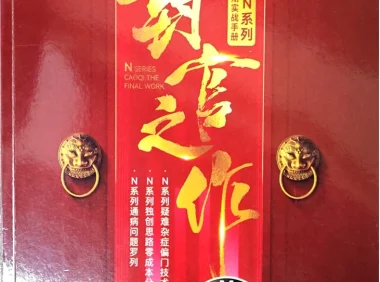 N系列
实战手册
官之作
N SERIES
CAOQI THE
FINAL WORK
·N系列疑难杂症偏门技术
·N系列独创思路零成本
·N系列通病问题罗列